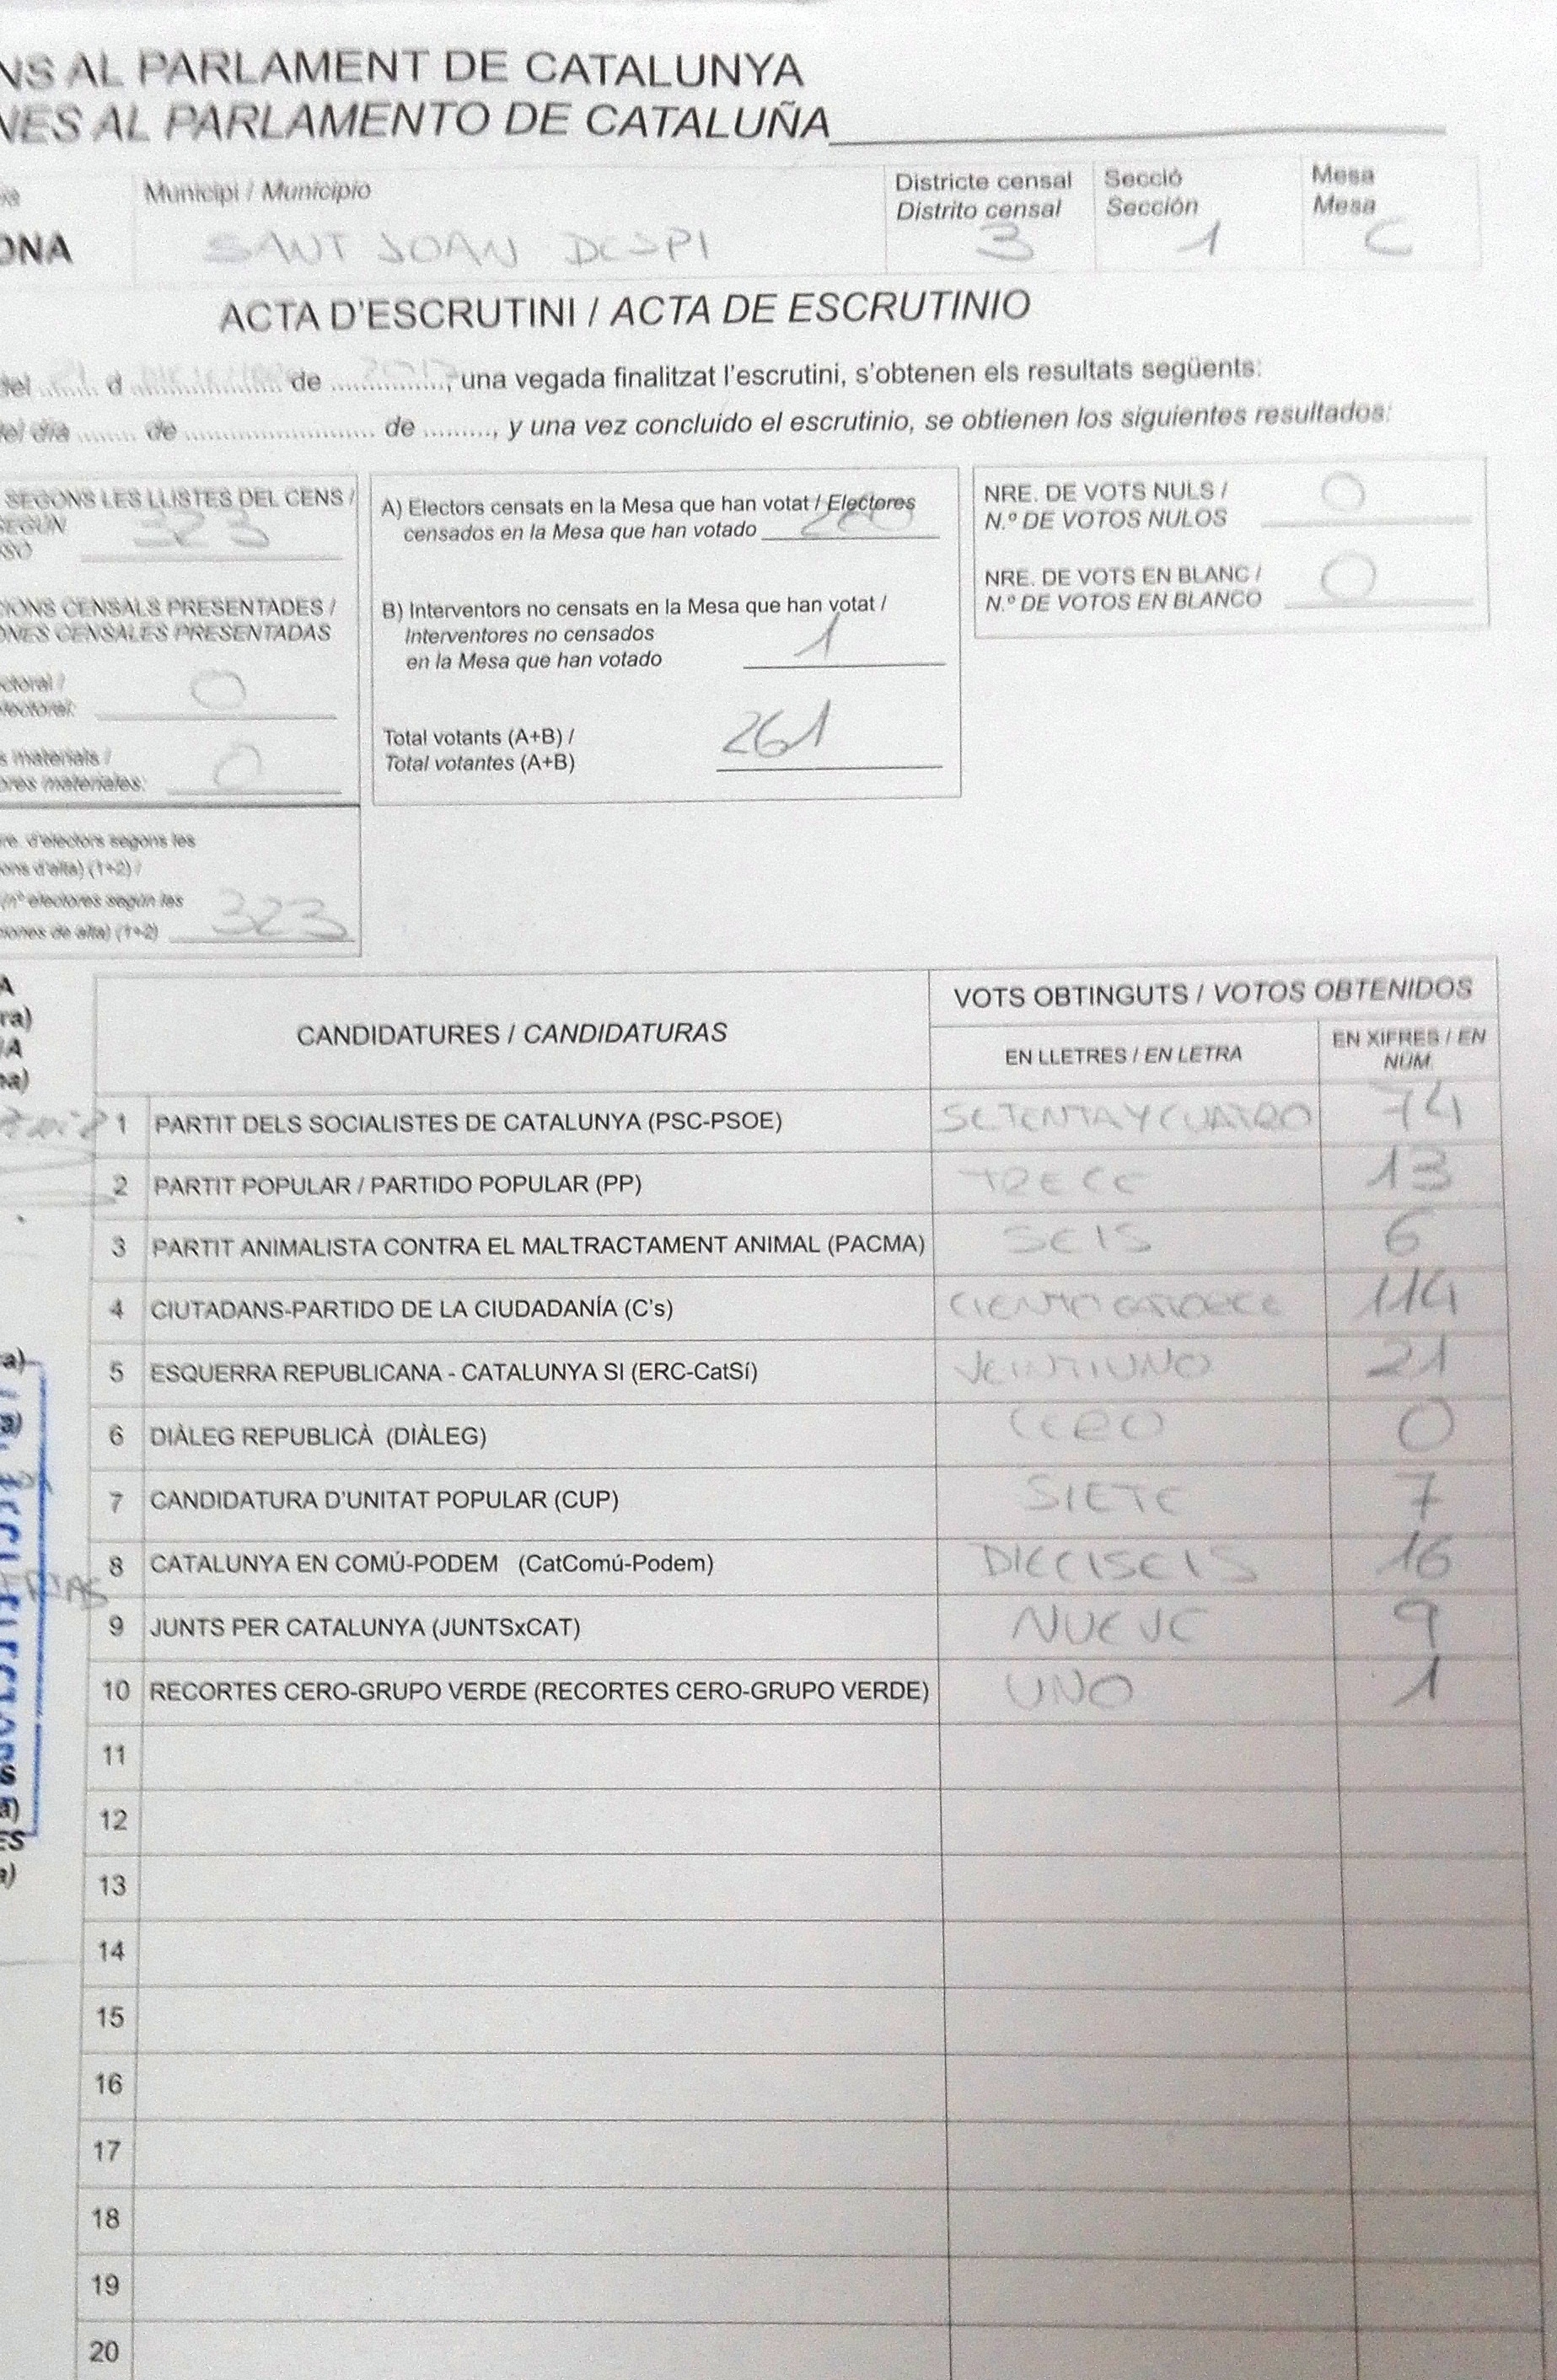 NS AL PARLAMENT DE CATALUNYA
NES AL PARLAMENTO DE CATALUÑA
Municipi / Municipio
Districte censal
Distrito censal
Secció
Sección
Mesa
Mesa
ONA
SANT JOAN DESPI
3
1
C
ACTA D'ESCRUTINI / ACTA DE ESCRUTINIO
del ........ d ...................... de ................, una vegada finalitzat l'escrutini, s'obtenen els resultats següents:
del día ........ de .......................... de ........., y una vez concluido el escrutinio, se obtienen los siguientes resultados:
SEGONS LES LLISTES DEL CENS /
SEGÚN
SO
323
CIONS CENSALS PRESENTADES /
ONES CENSALES PRESENTADAS
ctoral /
lectoral:
0
s materials /
ores materiales:
0
re. d'electors segons les
ons d'alta) (1+2) /
(nº electores según las
iones de alta) (1+2)
323
A) Electors censats en la Mesa que han votat / Electores
censados en la Mesa que han votado
260
B) Interventors no censats en la Mesa que han votat /
Interventores no censados
en la Mesa que han votado
1
Total votants (A+B) /
Total votantes (A+B)
261
NRE. DE VOTS NULS /
N.º DE VOTOS NULOS
0
NRE. DE VOTS EN BLANC /
N.º DE VOTOS EN BLANCO
0
CANDIDATURES / CANDIDATURAS
VOTS OBTINGUTS / VOTOS OBTENIDOS
EN LLETRES / EN LETRA
EN XIFRES / EN
NÚM.
1 PARTIT DELS SOCIALISTES DE CATALUNYA (PSC-PSOE) SETENTA Y CUATRO 74
2 PARTIT POPULAR / PARTIDO POPULAR (PP) TRECE 13
3 PARTIT ANIMALISTA CONTRA EL MALTRACTAMENT ANIMAL (PACMA) SEIS 6
4 CIUTADANS-PARTIDO DE LA CIUDADANÍA (C's) CIENTO CATORCE 114
5 ESQUERRA REPUBLICANA - CATALUNYA SI (ERC-CatSí) VEINTIUNO 21
6 DIÀLEG REPUBLICÀ (DIÀLEG) CERO 0
7 CANDIDATURA D'UNITAT POPULAR (CUP) SIETE 7
8 CATALUNYA EN COMÚ-PODEM (CatComú-Podem) DIECISEIS 16
9 JUNTS PER CATALUNYA (JUNTSxCAT) NUEVE 9
10 RECORTES CERO-GRUPO VERDE (RECORTES CERO-GRUPO VERDE) UNO 1
11
12
13
14
15
16
17
18
19
20